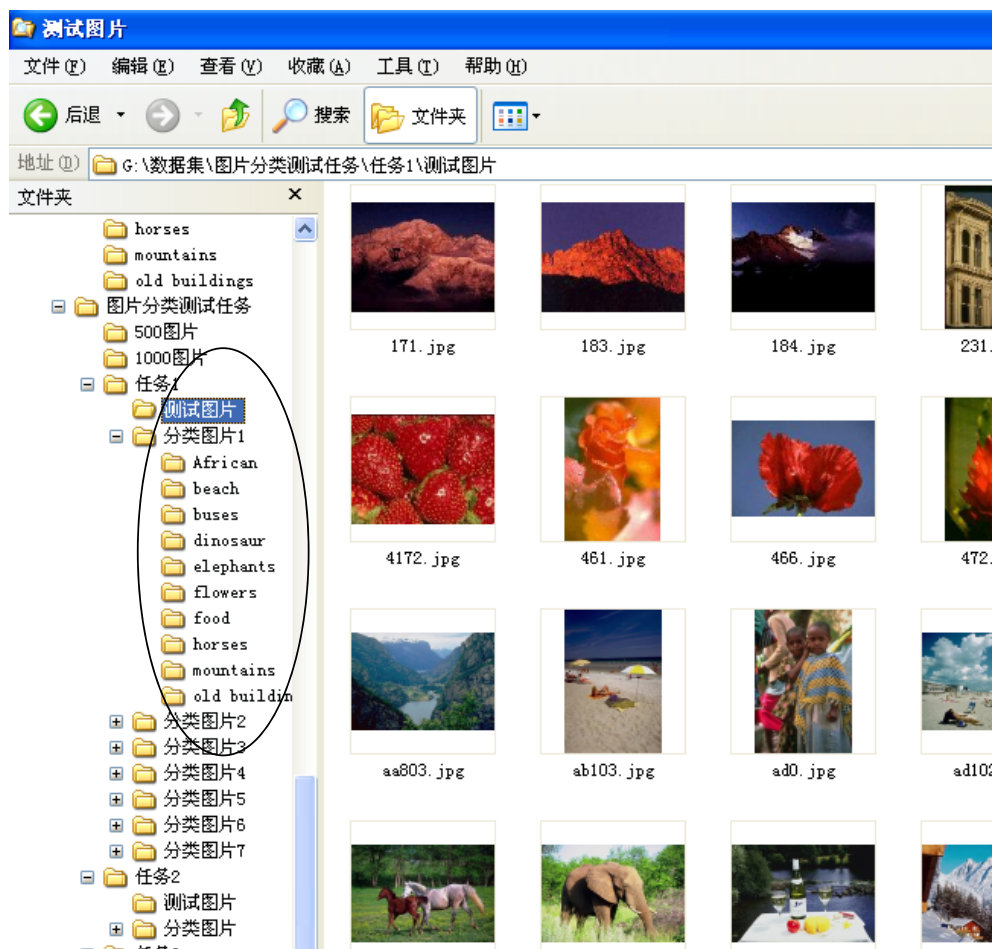 测试图片
文件(F) 编辑(E) 查看(V) 收藏(A) 工具(T) 帮助(H)
后退 搜索 文件夹
地址(D) G:\数据集\图片分类测试任务\任务1\测试图片
文件夹
horses
mountains
old buildings
图片分类测试任务
500图片
1000图片
任务1
测试图片
分类图片1
African
beach
buses
dinosaur
elephants
flowers
food
horses
mountains
old buildin
分类图片2
分类图片3
分类图片4
分类图片5
分类图片6
分类图片7
任务2
测试图片
分类图片
171.jpg 183.jpg 184.jpg 231.
4172.jpg 461.jpg 466.jpg 472.
aa803.jpg ab103.jpg ad0.jpg ad102